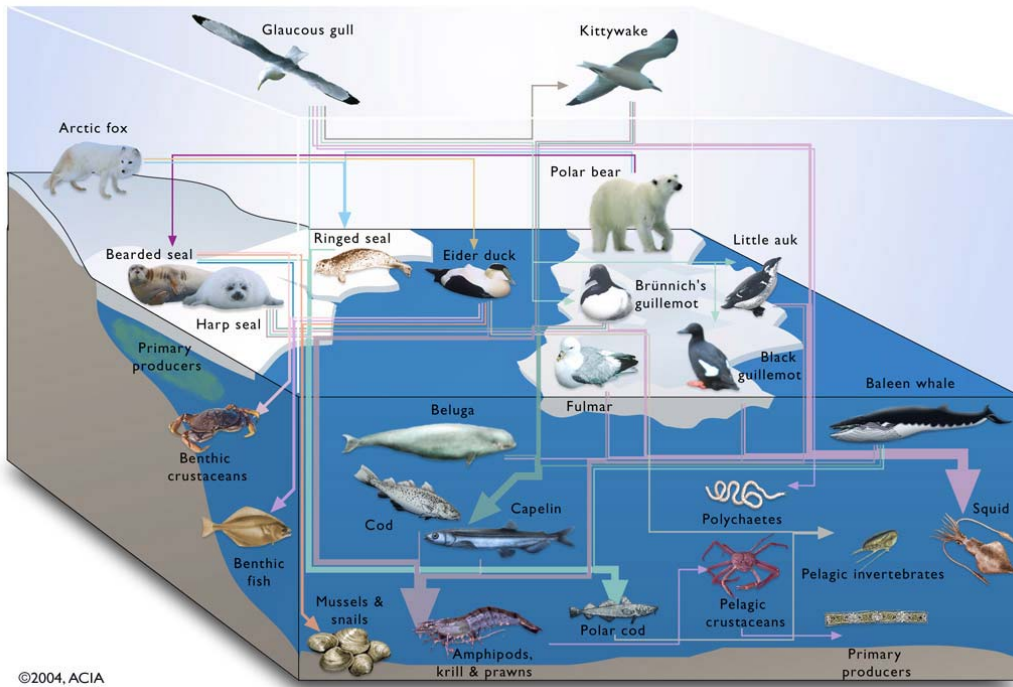 Glaucous gull
Kittywake
Arctic fox
Polar bear
Bearded seal
Ringed seal
Eider duck
Little auk
Brünnich's
guillemot
Harp seal
Primary
producers
Black
guillemot
Fulmar
Baleen whale
Beluga
Benthic
crustaceans
Cod
Capelin
Polychaetes
Squid
Benthic
fish
Pelagic invertebrates
Mussels &
snails
Polar cod
Pelagic
crustaceans
Amphipods,
krill & prawns
Primary
producers
©2004, ACIA